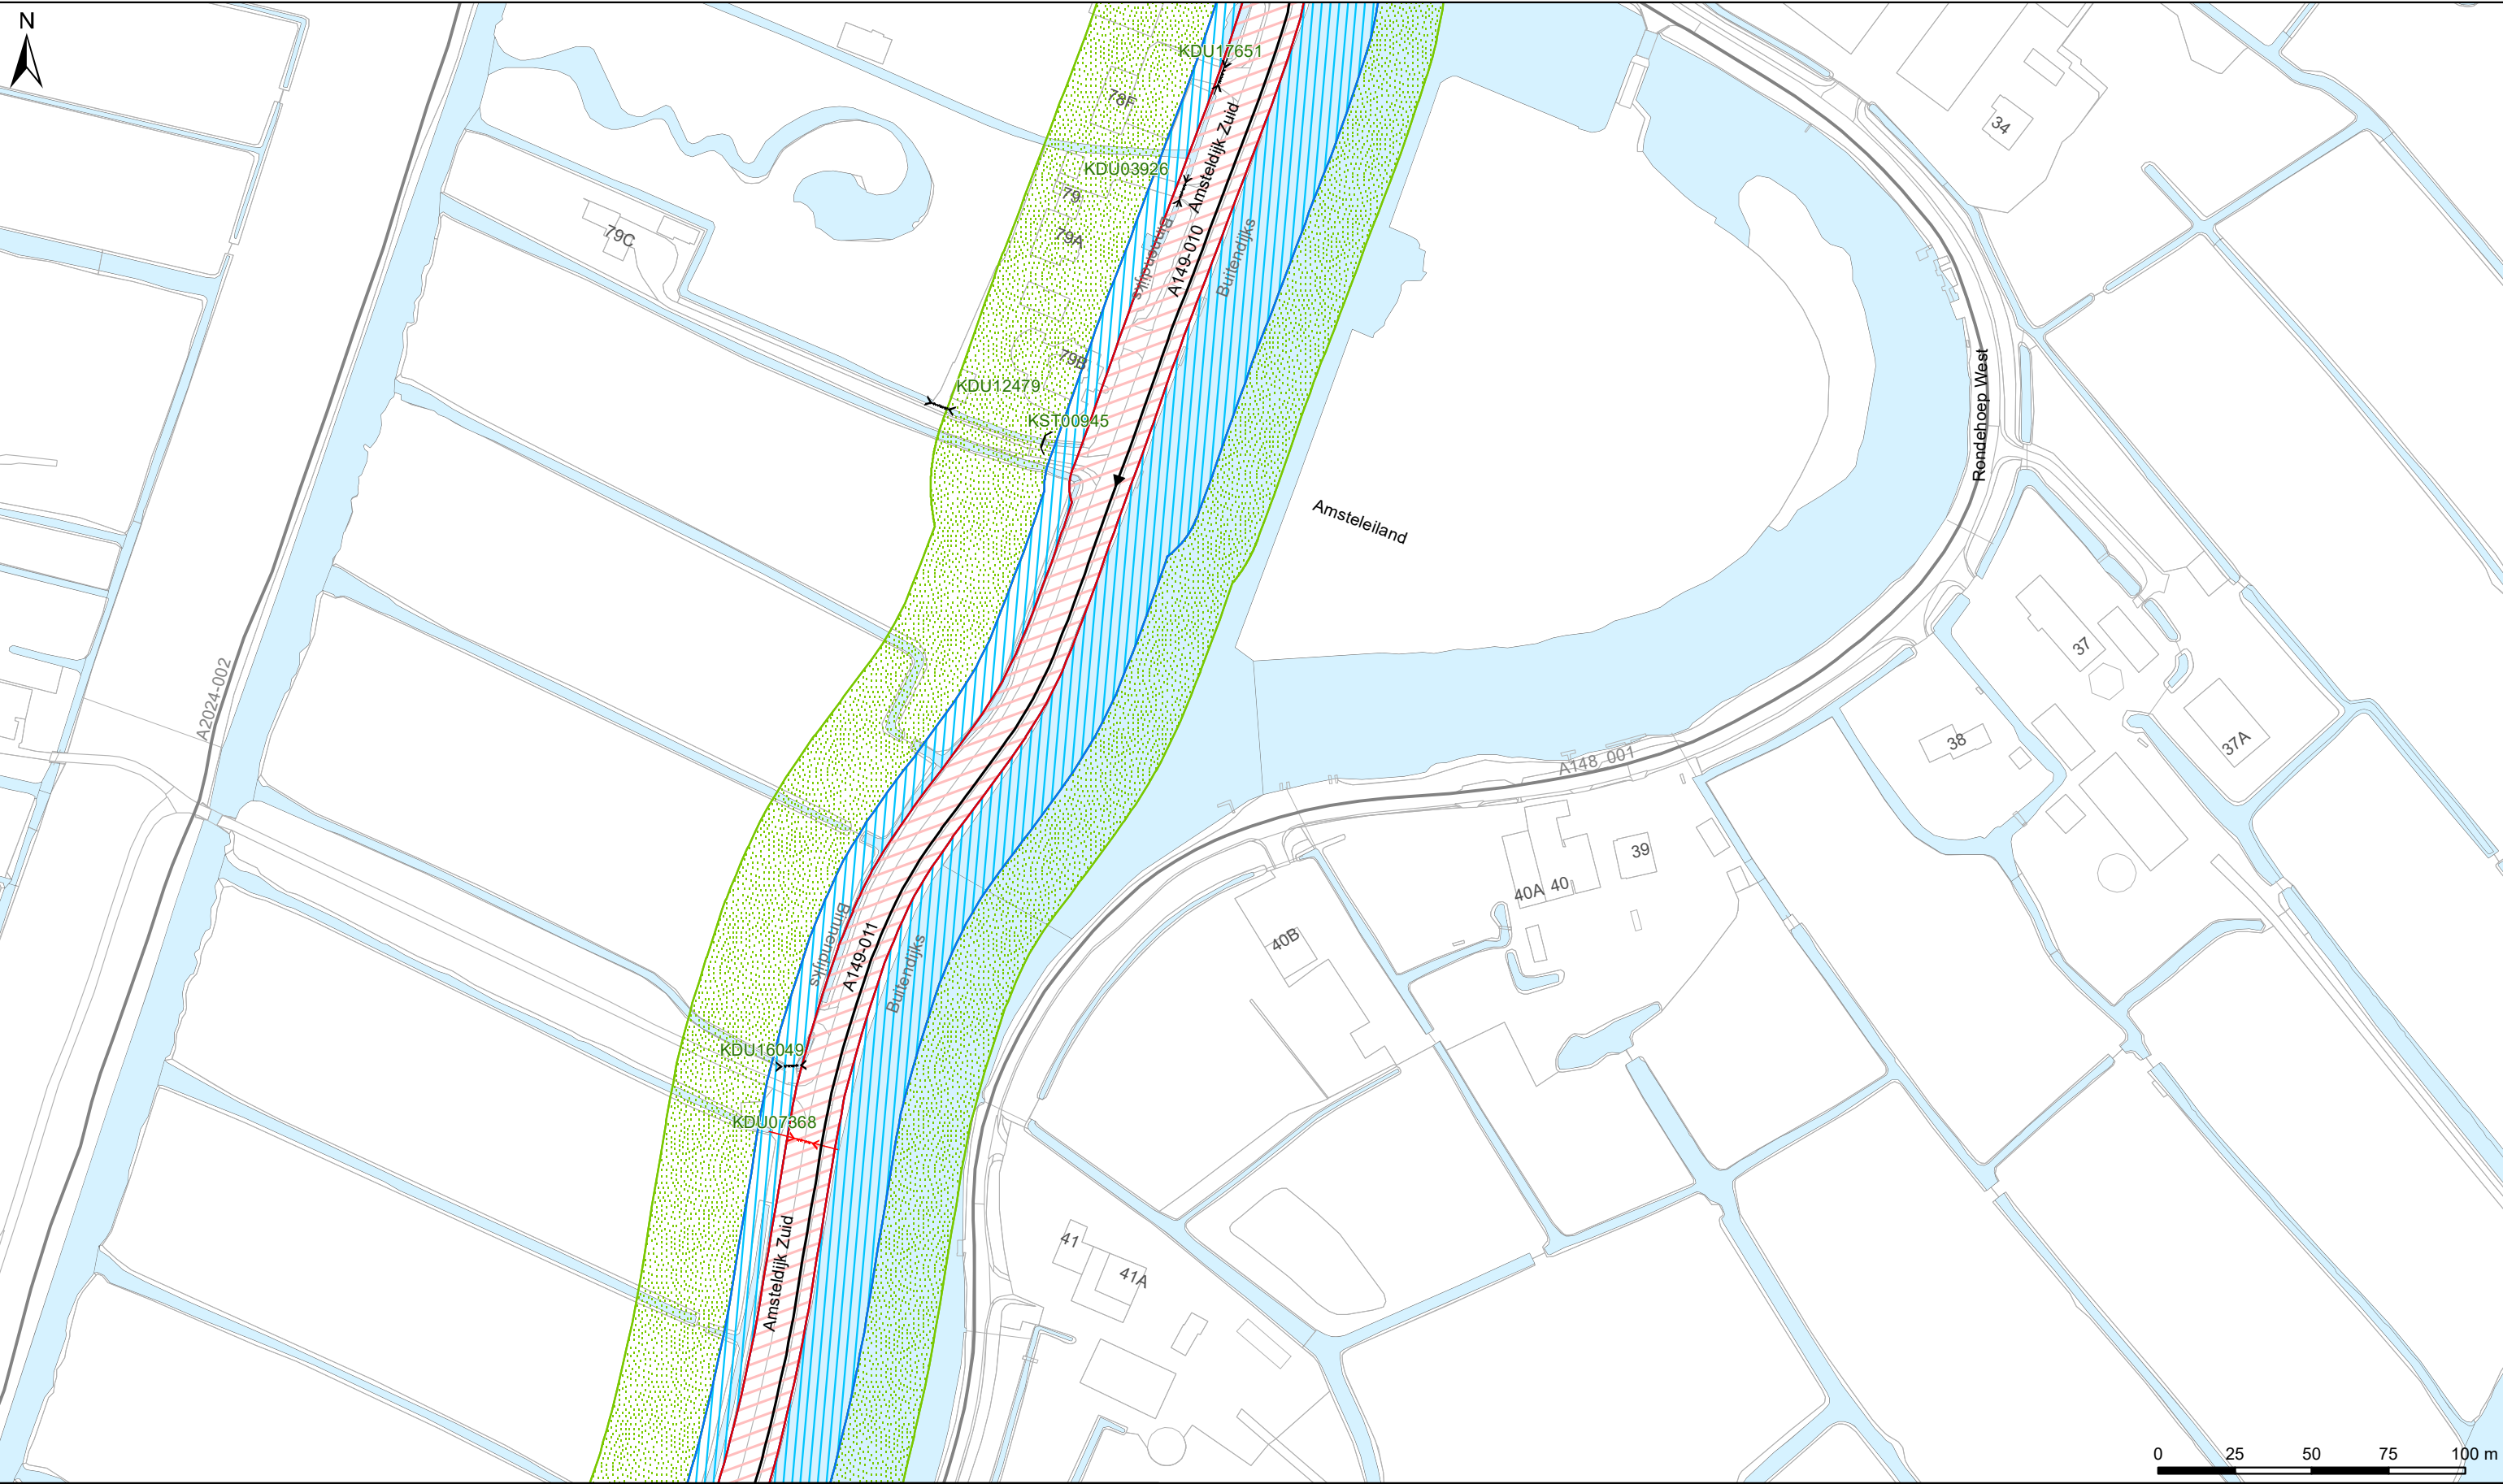 N
KDU17651
78F
Amsteldijk Zuid
34
KDU03926
79
79A
79C
Binnendijks
A149-010
Buitendijks
79B
KDU12479
KST00945
Rondehoep West
Amsteleiland
A2024-002
37
38
37A
A148_001
39
40A
40
40B
Binnendijks
A149-011
Buitendijks
KDU16049
KDU07368
Amsteldijk Zuid
41
41A
0 25 50 75 100 m